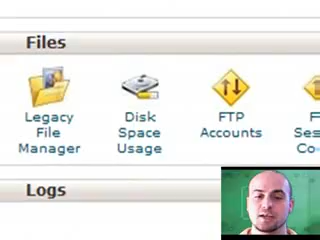 Files
Legacy
File
Manager
Disk
Space
Usage
FTP
Accounts
Logs